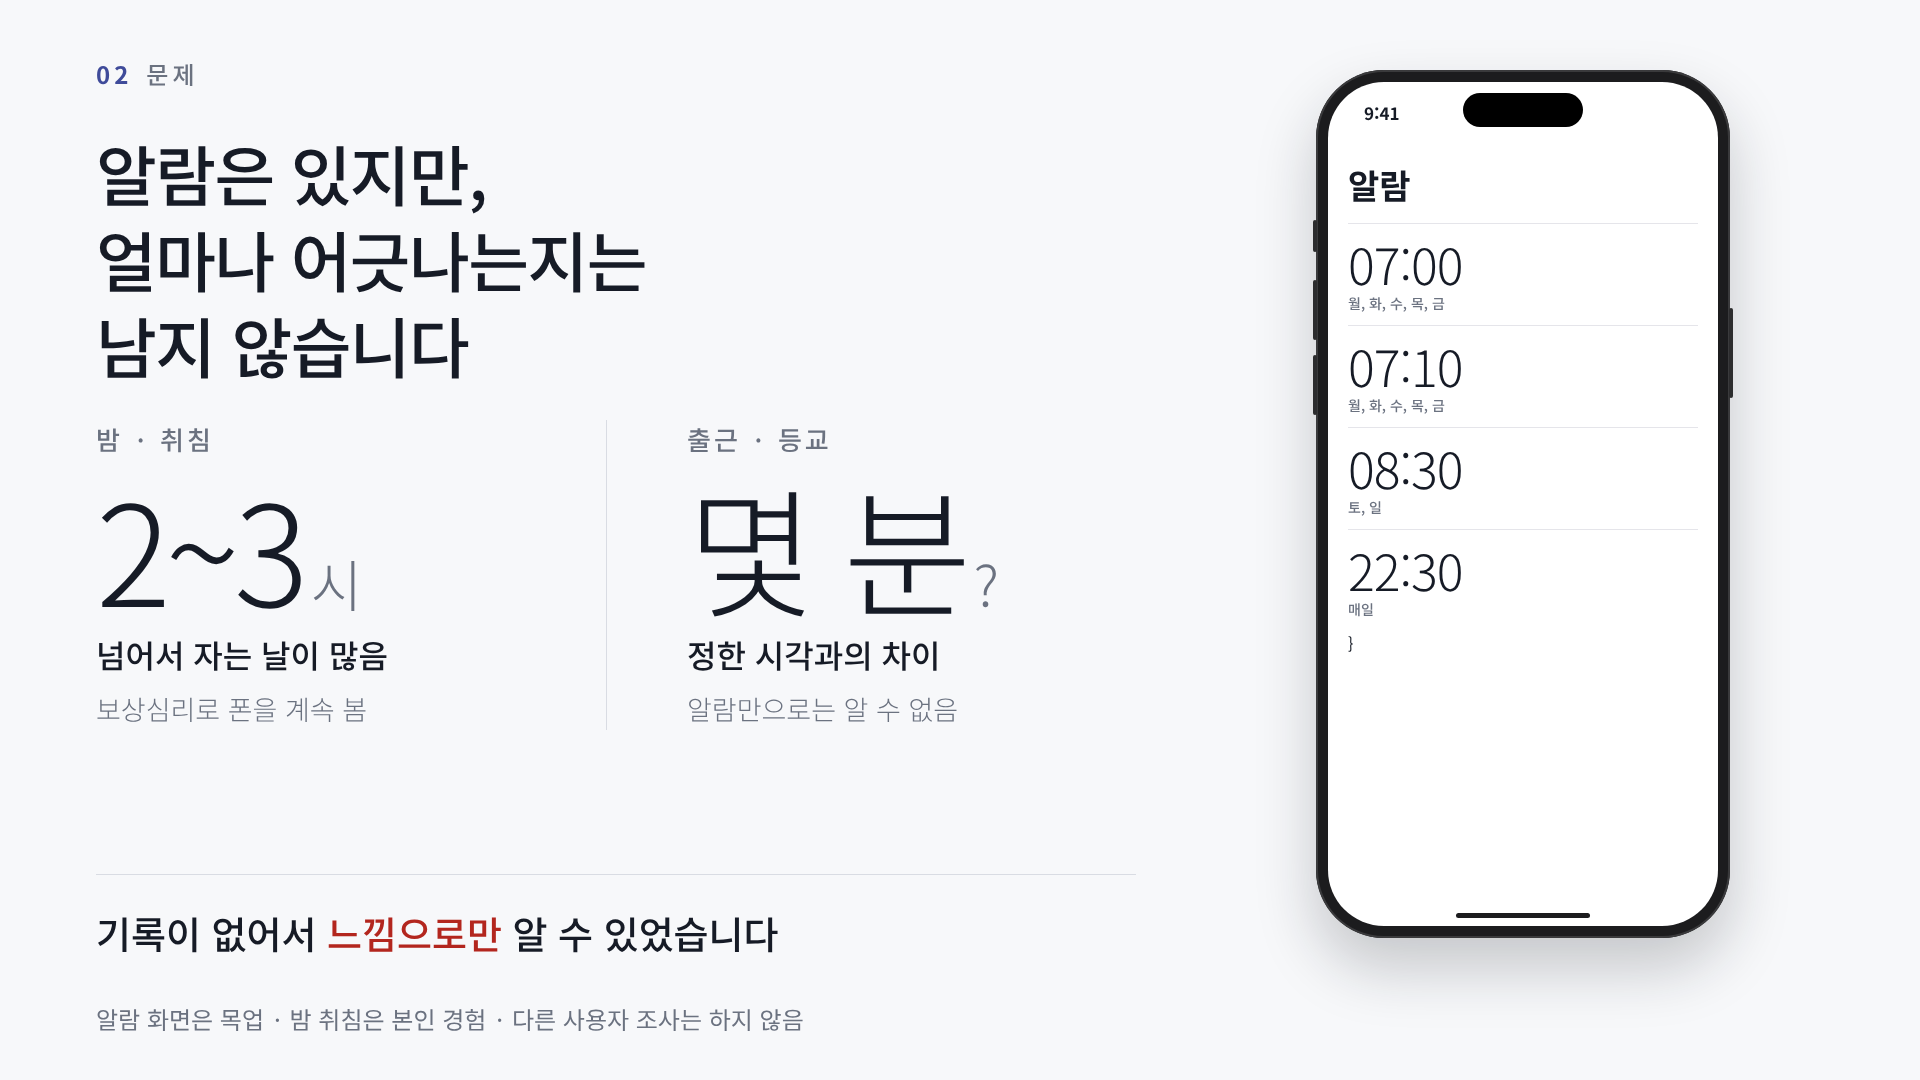 02 문제
알람은 있지만,
얼마나 어긋나는지는
남지 않습니다
밤 · 취침
2~3시
넘어서 자는 날이 많음
보상심리로 폰을 계속 봄
출근 · 등교
몇 분?
정한 시각과의 차이
알람만으로는 알 수 없음
기록이 없어서 느낌으로만 알 수 있었습니다
알람 화면은 목업 · 밤 취침은 본인 경험 · 다른 사용자 조사는 하지 않음
9:41
알람
07:00
월, 화, 수, 목, 금
07:10
월, 화, 수, 목, 금
08:30
토, 일
22:30
매일
}